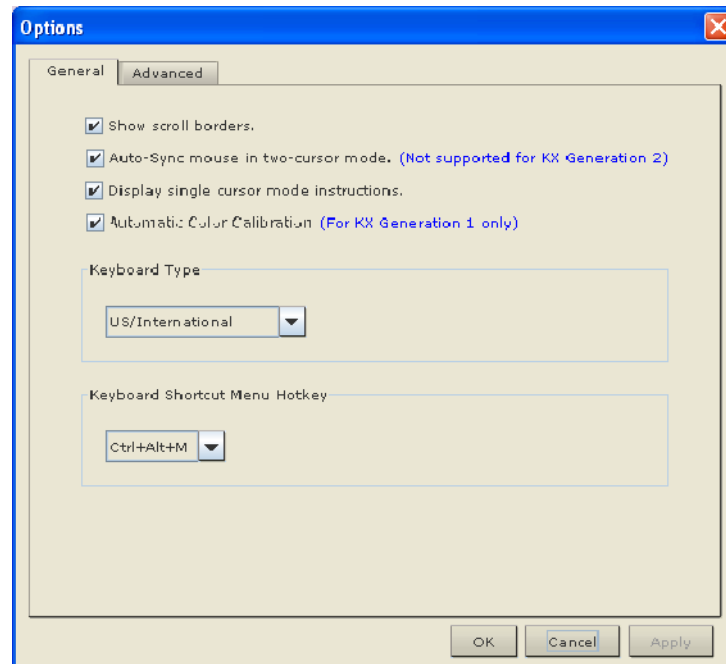 Options
General
Advanced
Show scroll borders.
Auto-Sync mouse in two-cursor mode. (Not supported for KX Generation 2)
Display single cursor mode instructions.
Automatic Color Calibration (For KX Generation 1 only)
Keyboard Type
US/International
Keyboard Shortcut Menu Hotkey
Ctrl+Alt+M
OK
Cancel
Apply